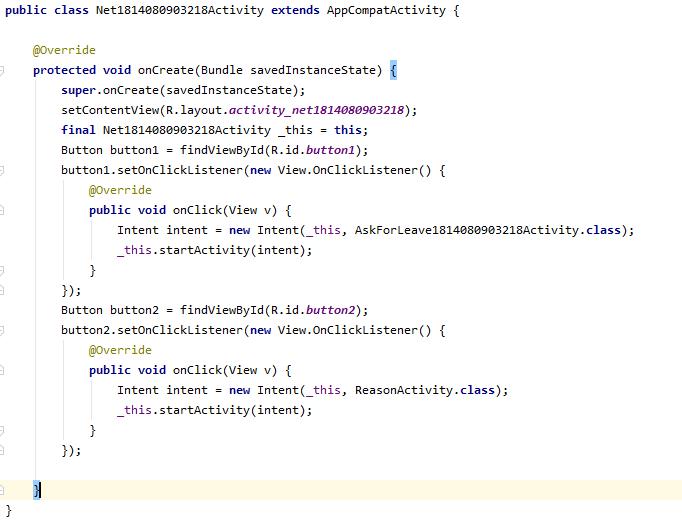 public class Net1814080903218Activity extends AppCompatActivity {
@Override
protected void onCreate(Bundle savedInstanceState) {
super.onCreate(savedInstanceState);
setContentView(R.layout.activity_net1814080903218);
final Net1814080903218Activity _this = this;
Button button1 = findViewById(R.id.button1);
button1.setOnClickListener(new View.OnClickListener() {
@Override
public void onClick(View v) {
Intent intent = new Intent(_this, AskForLeave1814080903218Activity.class);
_this.startActivity(intent);
}
});
Button button2 = findViewById(R.id.button2);
button2.setOnClickListener(new View.OnClickListener() {
@Override
public void onClick(View v) {
Intent intent = new Intent(_this, ReasonActivity.class);
_this.startActivity(intent);
}
});
}
}